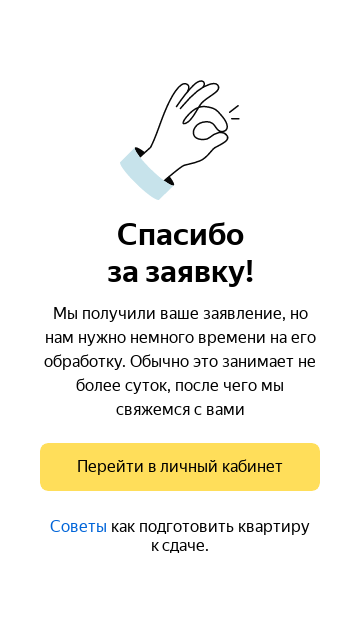 Спасибо
за заявку!
Мы получили ваше заявление, но
нам нужно немного времени на его
обработку. Обычно это занимает не
более суток, после чего мы
свяжемся с вами
Перейти в личный кабинет
Советы как подготовить квартиру
к сдаче.